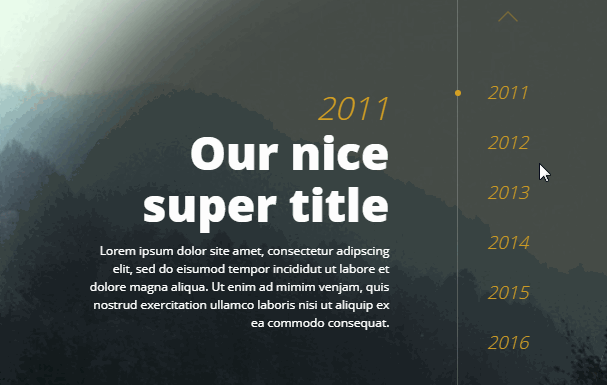 2011
Our nice
super title
Lorem ipsum dolor site amet, consectetur adipscing
elit, sed do eisumod tempor incididut ut labore et
dolore magna aliqua. Ut enim ad mimim venjam, quis
nostrud exercitation ullamco laboris nisi ut aliquip ex
ea commodo consequat.
2011
2012
2013
2014
2015
2016